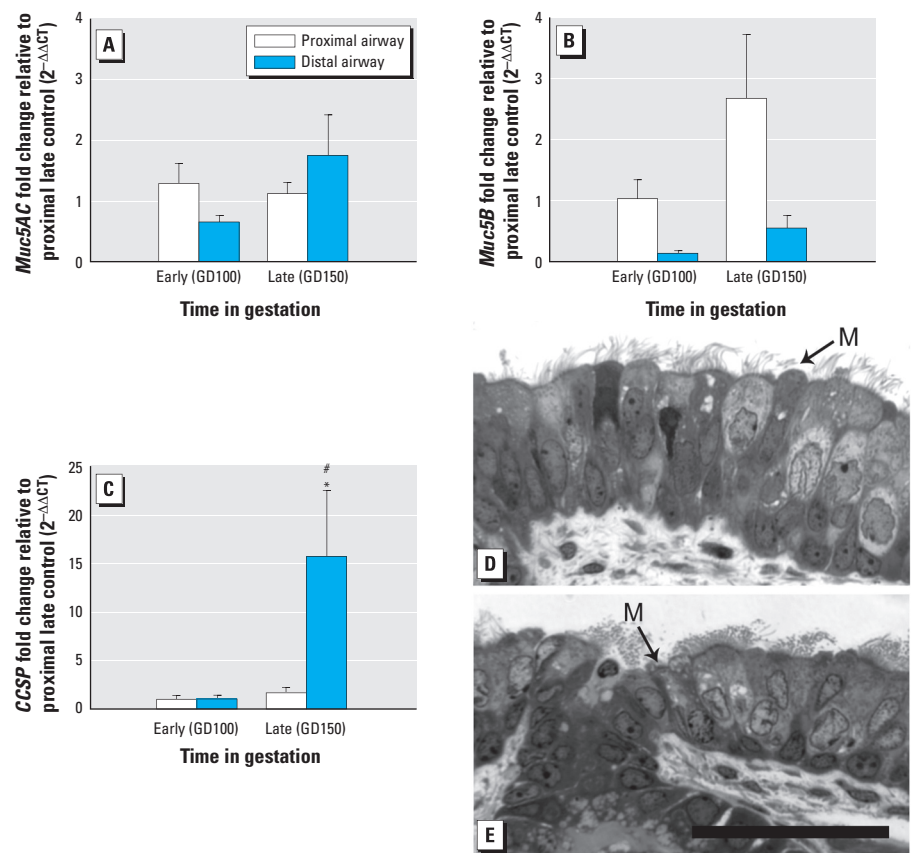 A
Muc5AC fold change relative to
proximal late control (2–ΔΔCT)
4
3
2
1
0
Proximal airway
Distal airway
Early (GD100)
Late (GD150)
Time in gestation
B
Muc5B fold change relative to
proximal late control (2–ΔΔCT)
4
3
2
1
0
Early (GD100)
Late (GD150)
Time in gestation
C
CCSP fold change relative to
proximal late control (2–ΔΔCT)
25
20
15
10
5
0
#
*
Early (GD100)
Late (GD150)
Time in gestation
M
D
M
E